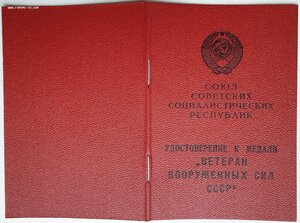 СОЮЗ
СОВЕТСКИХ
СОЦИАЛИСТИЧЕСКИХ
РЕСПУБЛИК
УДОСТОВЕРЕНИЕ К МЕДАЛИ
„ВЕТЕРАН
ВООРУЖЕННЫХ СИЛ
СССР“